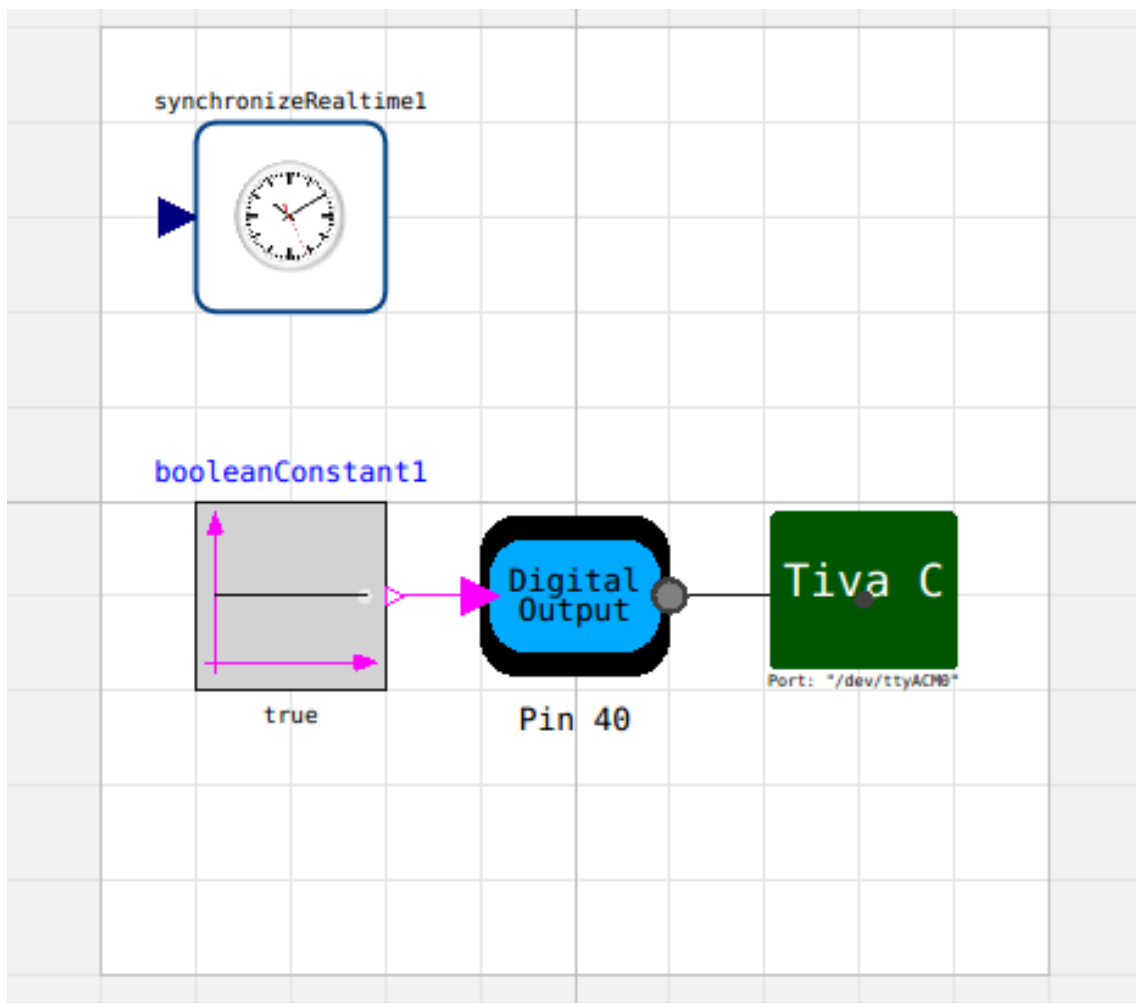 synchronizeRealtime1
booleanConstant1
Digital
Output
Tiva C
Port: "/dev/ttyACM0"
true
Pin 40